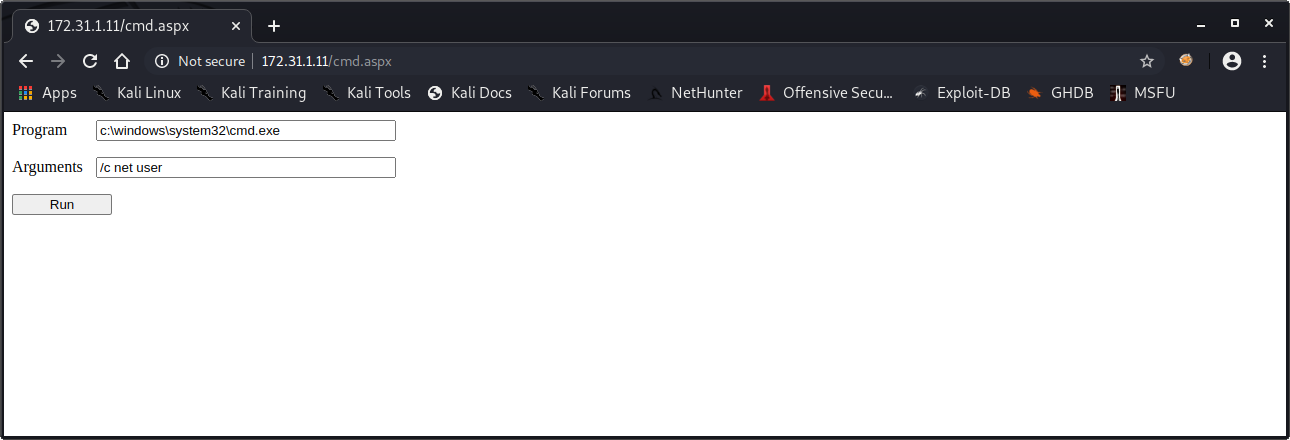 172.31.1.11/cmd.aspx
Not secure 172.31.1.11/cmd.aspx
Apps Kali Linux Kali Training Kali Tools Kali Docs Kali Forums NetHunter Offensive Secu... Exploit-DB GHDB MSFU
Program c:\windows\system32\cmd.exe
Arguments /c net user
Run